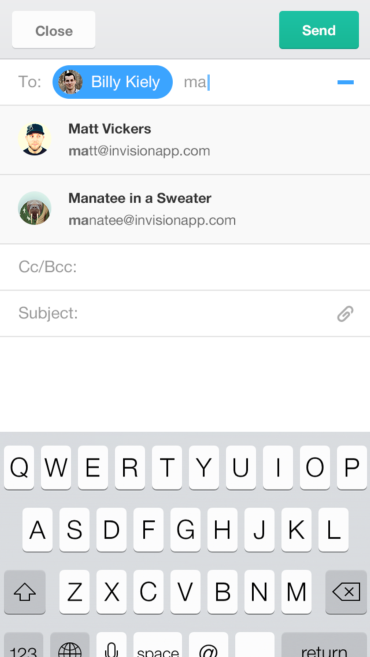 Close Send
To: Billy Kiely ma
Matt Vickers
matt@invisionapp.com
Manatee in a Sweater
manatee@invisionapp.com
Cc/Bcc:
Subject:
Q W E R T Y U I O P
A S D F G H J K L
Z X C V B N M
123 space @ return